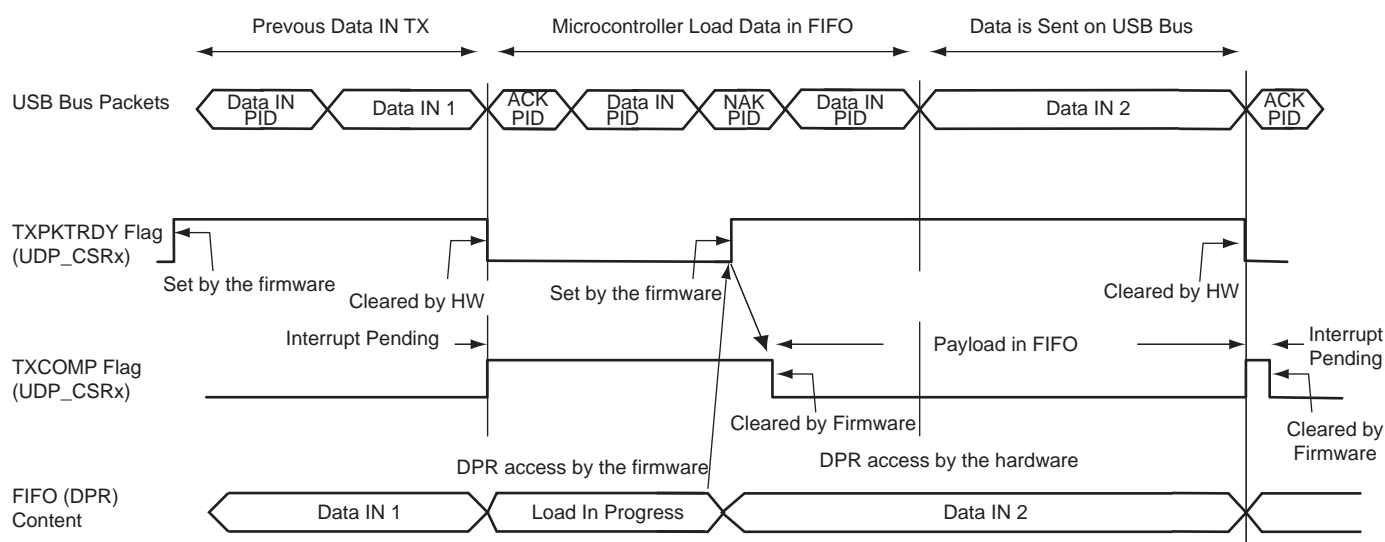 Prevous Data IN TX
Microcontroller Load Data in FIFO
Data is Sent on USB Bus
USB Bus Packets
Data IN
PID
Data IN 1
ACK
PID
Data IN
PID
NAK
PID
Data IN
PID
Data IN 2
ACK
PID
TXPKTRDY Flag
(UDP_CSRx)
Set by the firmware
Cleared by HW
Set by the firmware
Cleared by HW
Interrupt Pending
Payload in FIFO
Interrupt
Pending
TXCOMP Flag
(UDP_CSRx)
Cleared by Firmware
Cleared by
Firmware
DPR access by the firmware
DPR access by the hardware
FIFO (DPR)
Content
Data IN 1
Load In Progress
Data IN 2